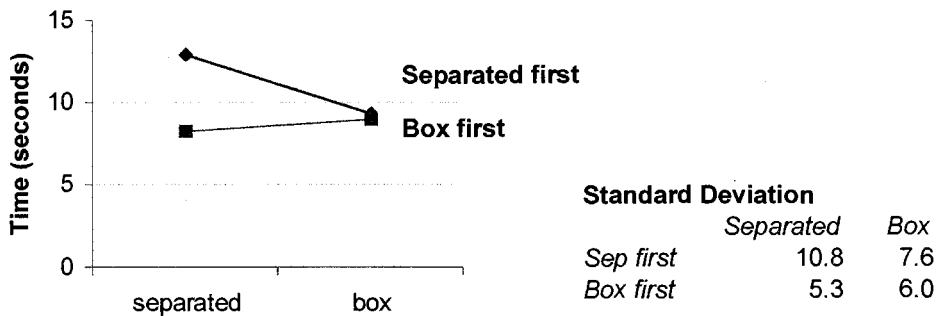 15
10
5
0
Time (seconds)
separated
box
Separated first
Box first
Standard Deviation
Separated Box
Sep first 10.8 7.6
Box first 5.3 6.0